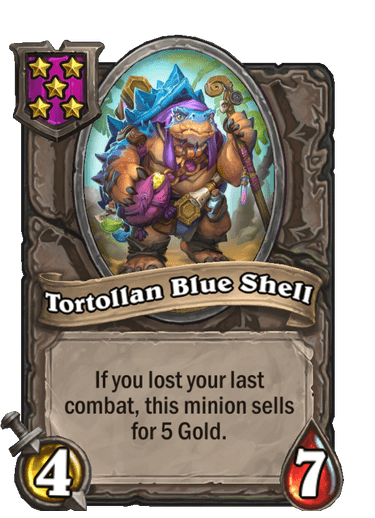 Tortollan Blue Shell
If you lost your last
combat, this minion sells
for 5 Gold.
4
7